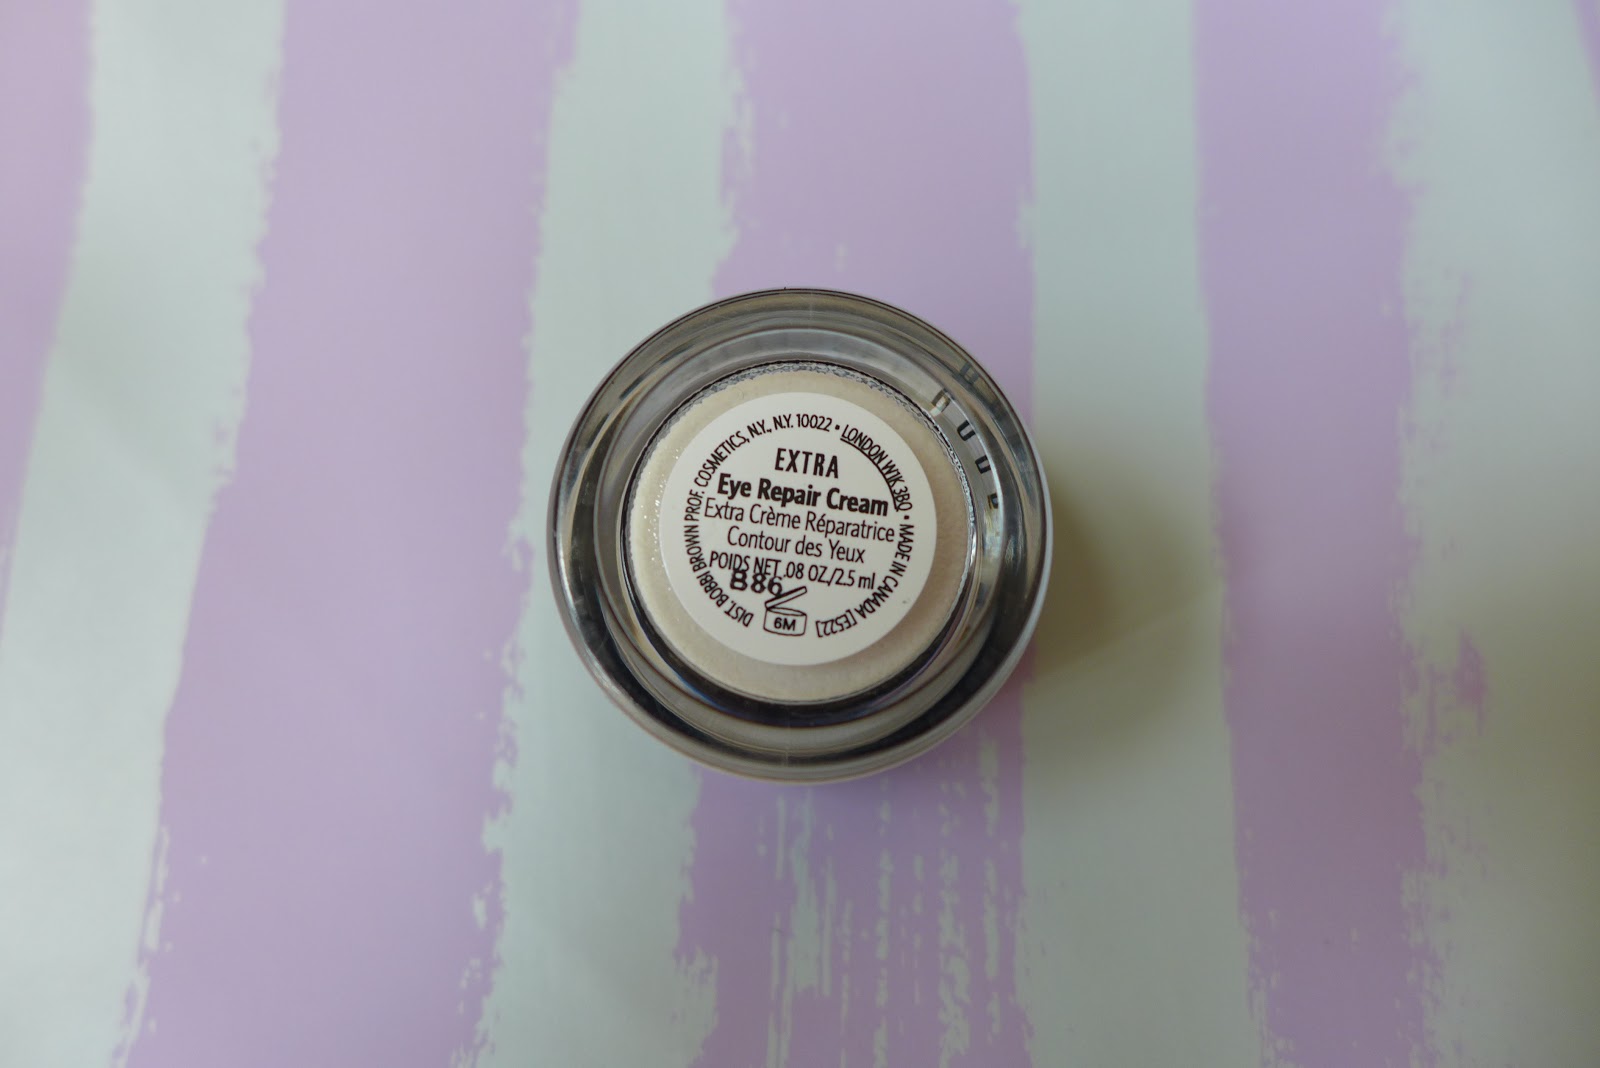 EXTRA
Eye Repair Cream
Extra Crème Réparatrice
Contour des Yeux
POIDS NET .08 OZ./2.5 ml
B86
6M
DIST. BOBBI BROWN PROF. COSMETICS, N.Y., N.Y. 10022 • LONDON W1K 3BQ • MADE IN CANADA [E522]